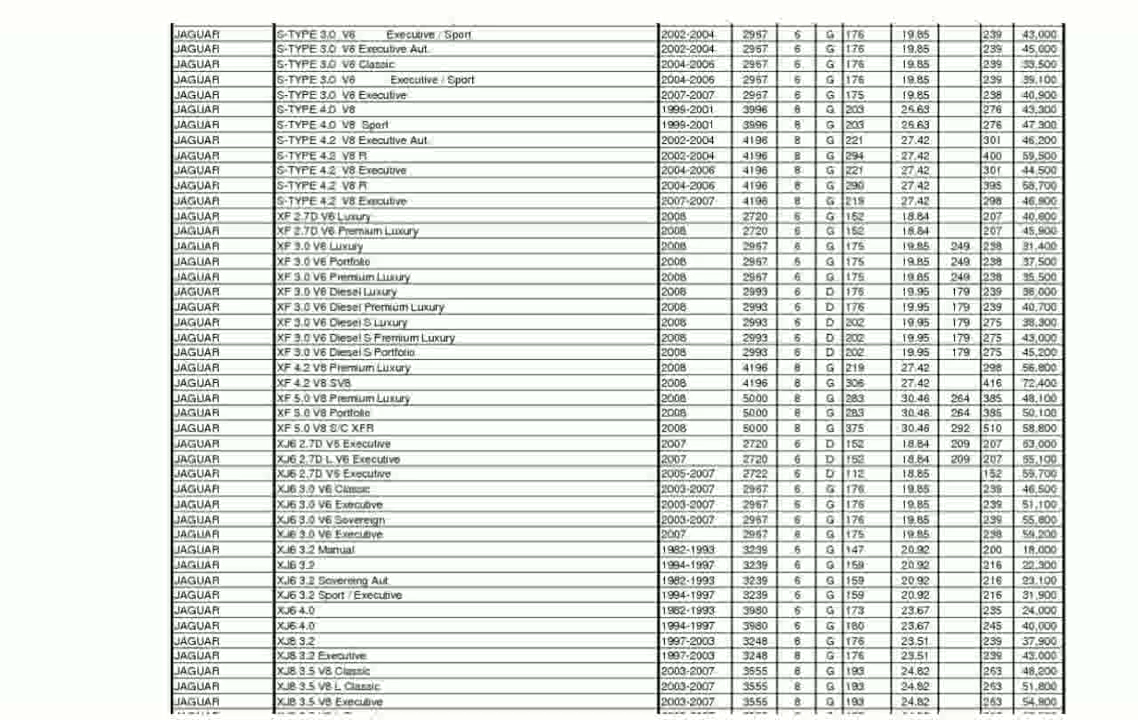 JAGUAR S-TYPE 3.0 V6 Executive / Sport 2002-2004 2967 6 G 176 19.85 239 43,000
JAGUAR S-TYPE 3.0 V6 Executive Aut. 2002-2004 2967 6 G 176 19.85 239 45,000
JAGUAR S-TYPE 3.0 V6 Classic 2004-2006 2967 6 G 176 19.85 239 33,500
JAGUAR S-TYPE 3.0 V6 Executive / Sport 2004-2006 2967 6 G 176 19.85 239 39,100
JAGUAR S-TYPE 3.0 V6 Executive 2007-2007 2967 6 G 175 19.85 238 40,900
JAGUAR S-TYPE 4.0 V8 1999-2001 3996 8 G 203 25.63 276 43,300
JAGUAR S-TYPE 4.0 V8 Sport 1999-2001 3996 8 G 203 25.63 276 47,300
JAGUAR S-TYPE 4.2 V8 Executive Aut. 2002-2004 4196 8 G 221 27.42 301 46,200
JAGUAR S-TYPE 4.2 V8 R 2002-2004 4196 8 G 294 27.42 400 59,500
JAGUAR S-TYPE 4.2 V8 Executive 2004-2006 4196 8 G 221 27.42 301 44,500
JAGUAR S-TYPE 4.2 V8 R 2004-2006 4196 8 G 290 27.42 395 58,700
JAGUAR S-TYPE 4.2 V8 Executive 2007-2007 4196 8 G 219 27.42 298 46,800
JAGUAR XF 2.7D V6 Luxury 2008 2720 6 G 152 18.84 207 40,600
JAGUAR XF 2.7D V6 Premium Luxury 2008 2720 6 G 152 18.84 207 45,900
JAGUAR XF 3.0 V6 Luxury 2008 2967 6 G 175 19.85 249 238 31,400
JAGUAR XF 3.0 V6 Portfolio 2008 2967 6 G 175 19.85 249 238 37,500
JAGUAR XF 3.0 V6 Premium Luxury 2008 2967 6 G 175 19.85 249 238 35,500
JAGUAR XF 3.0 V6 Diesel Luxury 2008 2993 6 D 176 19.95 179 239 36,000
JAGUAR XF 3.0 V6 Diesel Premium Luxury 2008 2993 6 D 176 19.95 179 239 40,700
JAGUAR XF 3.0 V6 Diesel S Luxury 2008 2993 6 D 202 19.95 179 275 38,300
JAGUAR XF 3.0 V6 Diesel S Premium Luxury 2008 2993 6 D 202 19.95 179 275 43,000
JAGUAR XF 3.0 V6 Diesel S Portfolio 2008 2993 6 D 202 19.95 179 275 45,200
JAGUAR XF 4.2 V8 Premium Luxury 2008 4196 8 G 219 27.42 298 56,800
JAGUAR XF 4.2 V8 SV8 2008 4196 8 G 306 27.42 416 72,400
JAGUAR XF 5.0 V8 Premium Luxury 2008 5000 8 G 283 30.46 264 385 48,100
JAGUAR XF 5.0 V8 Portfolio 2008 5000 8 G 283 30.46 264 385 50,100
JAGUAR XF 5.0 V8 S/C XFR 2008 5000 8 G 375 30.46 292 510 58,800
JAGUAR XJ6 2.7D V6 Executive 2007 2720 6 D 152 18.84 209 207 63,000
JAGUAR XJ6 2.7D L V6 Executive 2007 2720 6 D 152 18.84 209 207 65,100
JAGUAR XJ6 2.7D V6 Executive 2005-2007 2722 6 D 112 18.85 152 59,700
JAGUAR XJ6 3.0 V6 Classic 2003-2007 2967 6 G 176 19.85 239 46,500
JAGUAR XJ6 3.0 V6 Executive 2003-2007 2967 6 G 176 19.85 239 51,100
JAGUAR XJ6 3.0 V6 Sovereign 2003-2007 2967 6 G 176 19.85 239 55,800
JAGUAR XJ6 3.0 V6 Executive 2007 2967 6 G 175 19.85 238 59,200
JAGUAR XJ6 3.2 Manual 1982-1993 3239 6 G 147 20.92 200 18,000
JAGUAR XJ6 3.2 1994-1997 3239 6 G 159 20.92 216 22,300
JAGUAR XJ6 3.2 Sovereing Aut. 1982-1993 3239 6 G 159 20.92 216 23,100
JAGUAR XJ6 3.2 Sport / Executive 1994-1997 3239 6 G 159 20.92 216 31,900
JAGUAR XJ6 4.0 1982-1993 3980 6 G 173 23.67 235 24,000
JAGUAR XJ6 4.0 1994-1997 3980 6 G 180 23.67 245 40,000
JAGUAR XJ8 3.2 1997-2003 3248 8 G 176 23.51 239 37,900
JAGUAR XJ8 3.2 Executive 1997-2003 3248 8 G 176 23.51 239 43,000
JAGUAR XJ8 3.5 V8 Classic 2003-2007 3555 8 G 193 24.82 263 48,200
JAGUAR XJ8 3.5 V8 L Classic 2003-2007 3555 8 G 193 24.82 263 51,800
JAGUAR XJ8 3.5 V8 Executive 2003-2007 3555 8 G 193 24.82 263 54,800